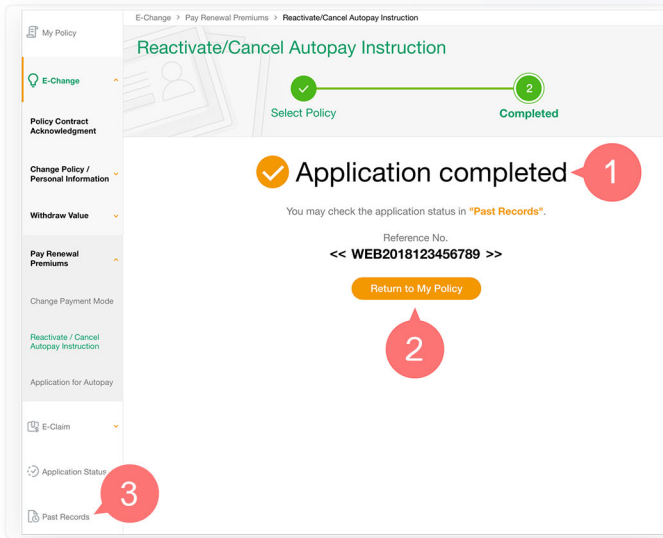 E-Change > Pay Renewal Premiums > Reactivate/Cancel Autopay Instruction
My Policy
E-Change
Policy Contract
Acknowledgment
Change Policy /
Personal Information
Withdraw Value
Pay Renewal
Premiums
Change Payment Mode
Reactivate / Cancel
Autopay Instruction
Application for Autopay
E-Claim
Application Status
Past Records
3
Reactivate/Cancel Autopay Instruction
2
Select Policy
Completed
Application completed
1
You may check the application status in "Past Records".
Reference No.
<< WEB2018123456789 >>
Return to My Policy
2